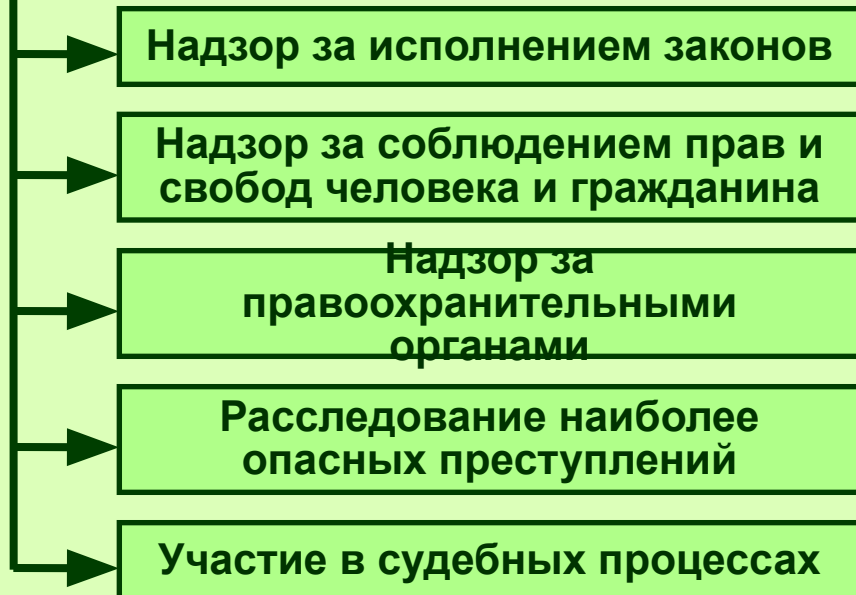 Надзор за исполнением законов
Надзор за соблюдением прав и
свобод человека и гражданина
Надзор за
правоохранительными
органами
Расследование наиболее
опасных преступлений
Участие в судебных процессах